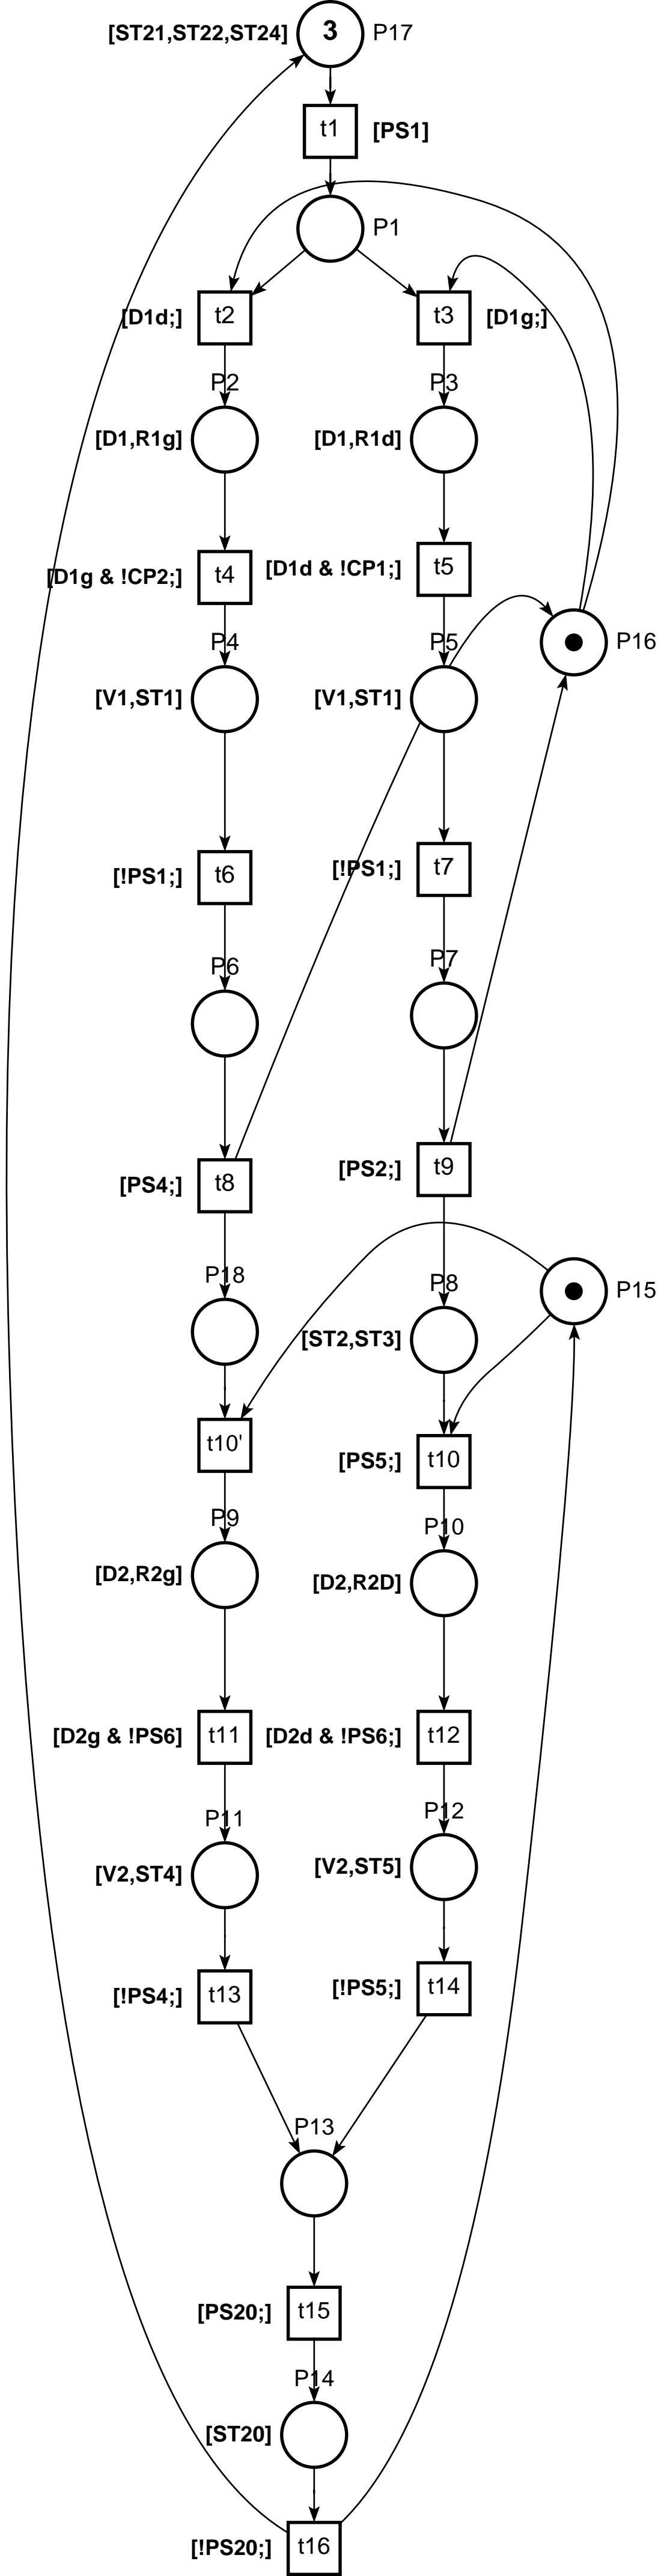 [ST21,ST22,ST24] 3 P17
t1 [PS1]
P1
[D1d;] t2 t3 [D1g;]
P2 P3
[D1,R1g] [D1,R1d]
[D1g & !CP2;] t4 [D1d & !CP1;] t5
P4 P5 P16
[V1,ST1] [V1,ST1]
[!PS1;] t6 [!PS1;] t7
P6 P7
[PS4;] t8 [PS2;] t9
P18 P8 P15
[ST2,ST3]
t10' [PS5;] t10
P9 P10
[D2,R2g] [D2,R2D]
[D2g & !PS6] t11 [D2d & !PS6;] t12
P11 P12
[V2,ST4] [V2,ST5]
[!PS4;] t13 [!PS5;] t14
P13
[PS20;] t15
P14
[ST20]
[!PS20;] t16